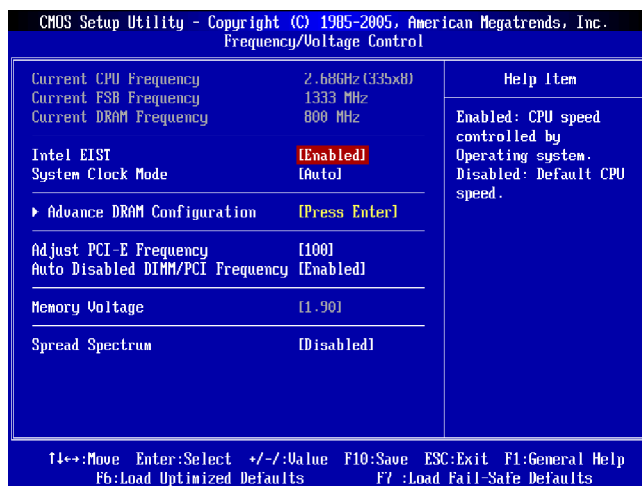 CMOS Setup Utility - Copyright (C) 1985-2005, American Megatrends, Inc.
Frequency/Voltage Control
Current CPU Frequency 2.68GHz(335x8)
Current FSB Frequency 1333 MHz
Current DRAM Frequency 800 MHz
Intel EIST [Enabled]
System Clock Mode [Auto]
▶ Advance DRAM Configuration [Press Enter]
Adjust PCI-E Frequency [100]
Auto Disabled DIMM/PCI Frequency [Enabled]
Memory Voltage [1.90]
Spread Spectrum [Disabled]
Help Item
Enabled: CPU speed
controlled by
Operating system.
Disabled: Default CPU
speed.
↑↓←→:Move Enter:Select +/-/:Value F10:Save ESC:Exit F1:General Help
F6:Load Optimized Defaults F7 :Load Fail-Safe Defaults